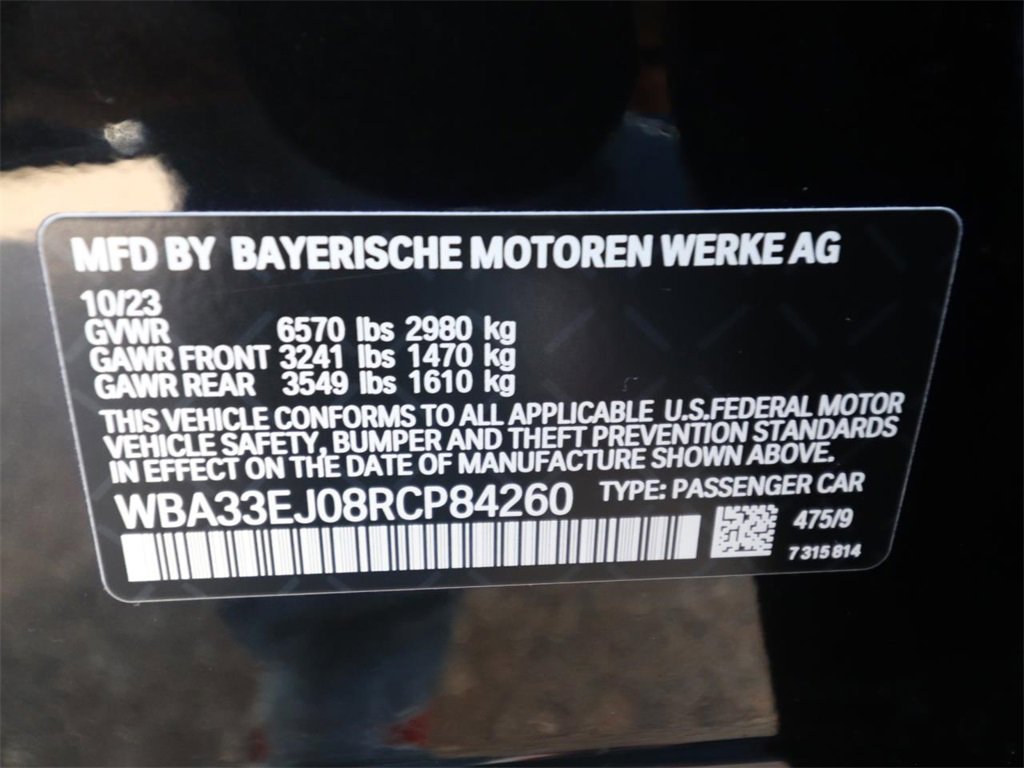 MFD BY BAYERISCHE MOTOREN WERKE AG
10/23
GVWR 6570 lbs 2980 kg
GAWR FRONT 3241 lbs 1470 kg
GAWR REAR 3549 lbs 1610 kg
THIS VEHICLE CONFORMS TO ALL APPLICABLE U.S.FEDERAL MOTOR
VEHICLE SAFETY, BUMPER AND THEFT PREVENTION STANDARDS
IN EFFECT ON THE DATE OF MANUFACTURE SHOWN ABOVE.
WBA33EJ08RCP84260 TYPE: PASSENGER CAR
475/9
7 315 814